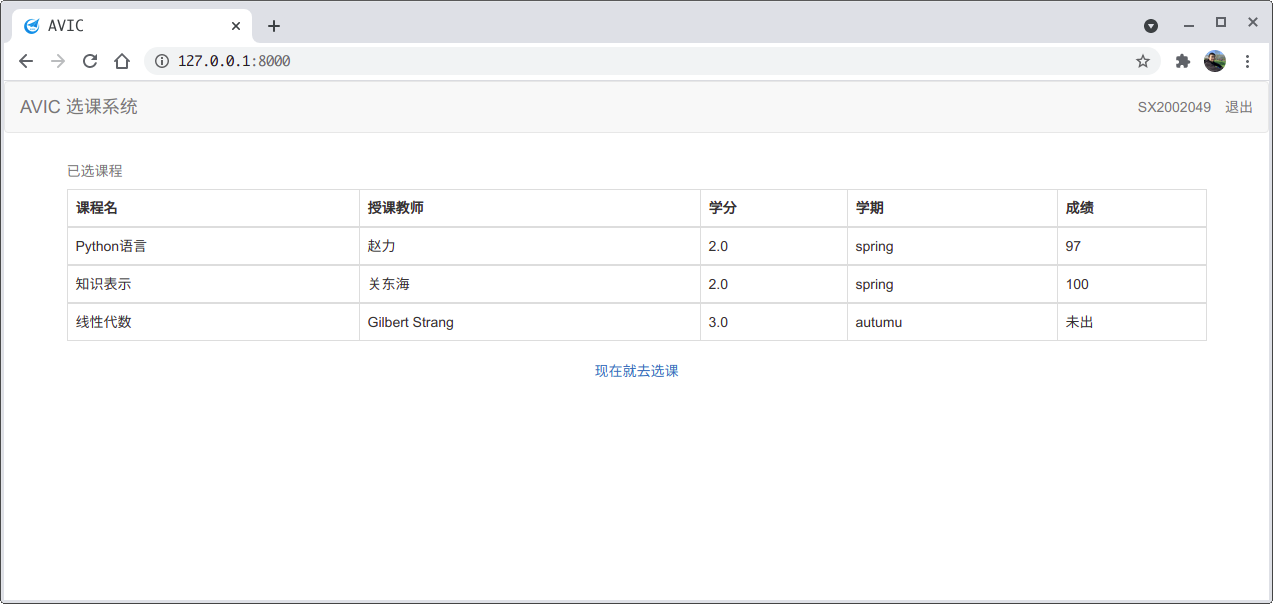 AVIC
127.0.0.1:8000
AVIC 选课系统 SX2002049 退出
已选课程
课程名 授课教师 学分 学期 成绩
Python语言 赵力 2.0 spring 97
知识表示 关东海 2.0 spring 100
线性代数 Gilbert Strang 3.0 autumu 未出
现在就去选课